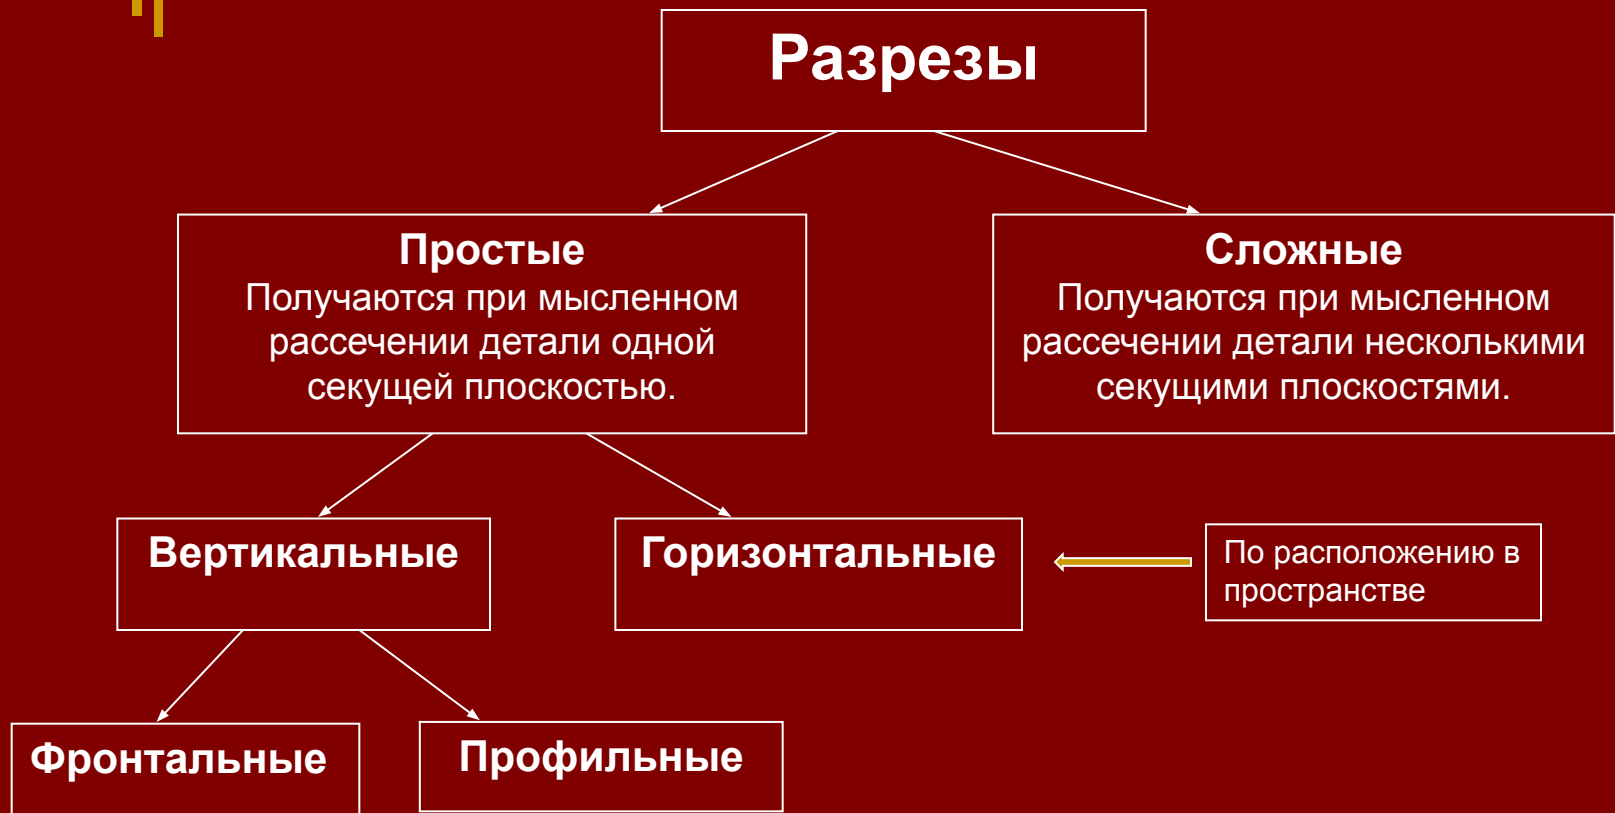 Разрезы
Простые
Получаются при мысленном
рассечении детали одной
секущей плоскостью.
Сложные
Получаются при мысленном
рассечении детали несколькими
секущими плоскостями.
Вертикальные
Горизонтальные
По расположению в
пространстве
Фронтальные
Профильные